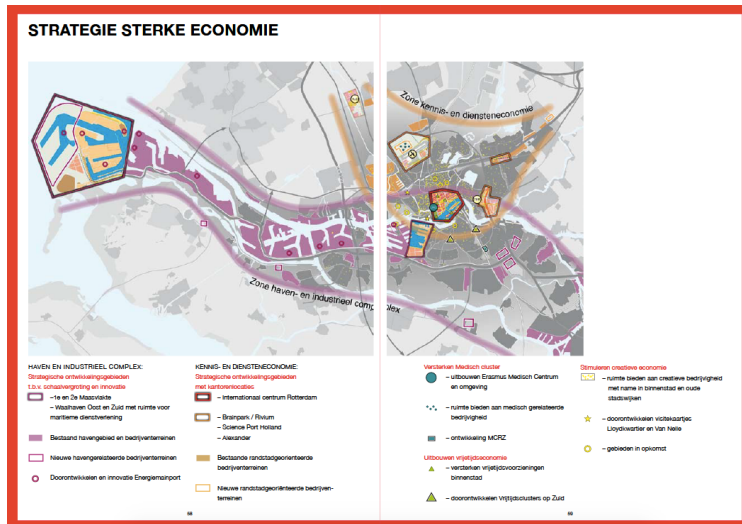 STRATEGIE STERKE ECONOMIE
Zone kennis- en diensteneconomie
Zone haven- en industrieel complex
HAVEN EN INDUSTRIEEL COMPLEX:
Strategische ontwikkelingsgebieden
t.b.v. schaalvergroting en innovatie
–1e en 2e Maasvlakte
– Waalhaven Oost en Zuid met ruimte voor
maritieme dienstverlening
Bestaand havengebied en bedrijventerreinen
Nieuwe havengerelateerde bedrijventerreinen
Doorontwikkelen en innovatie Energiemainport
KENNIS- EN DIENSTENECONOMIE:
Strategische ontwikkelingsgebieden
met kantorenlocaties
– Internationaal centrum Rotterdam
– Brainpark / Rivium
– Science Port Holland
– Alexander
Bestaande randstadgeorienteerde
bedrijventerreinen
Nieuwe randstadgeoriënteerde bedrijven-
terreinen
Versterken Medisch cluster
– uitbouwen Erasmus Medisch Centrum
en omgeving
– ruimte bieden aan medisch gerelateerde
bedrijvigheid
– ontwikkeling MCRZ
Uitbouwen vrijetijdseconomie
– versterken vrijetijdsvoorzieningen
binnenstad
– doorontwikkelen Vrijtijdsclusters op Zuid
Stimuleren creatieve economie
– ruimte bieden aan creatieve bedrijvigheid
met name in binnenstad en oude
stadswijken
– doorontwikkelen visitekaartjes
Lloydkwartier en Van Nelle
– gebieden in opkomst